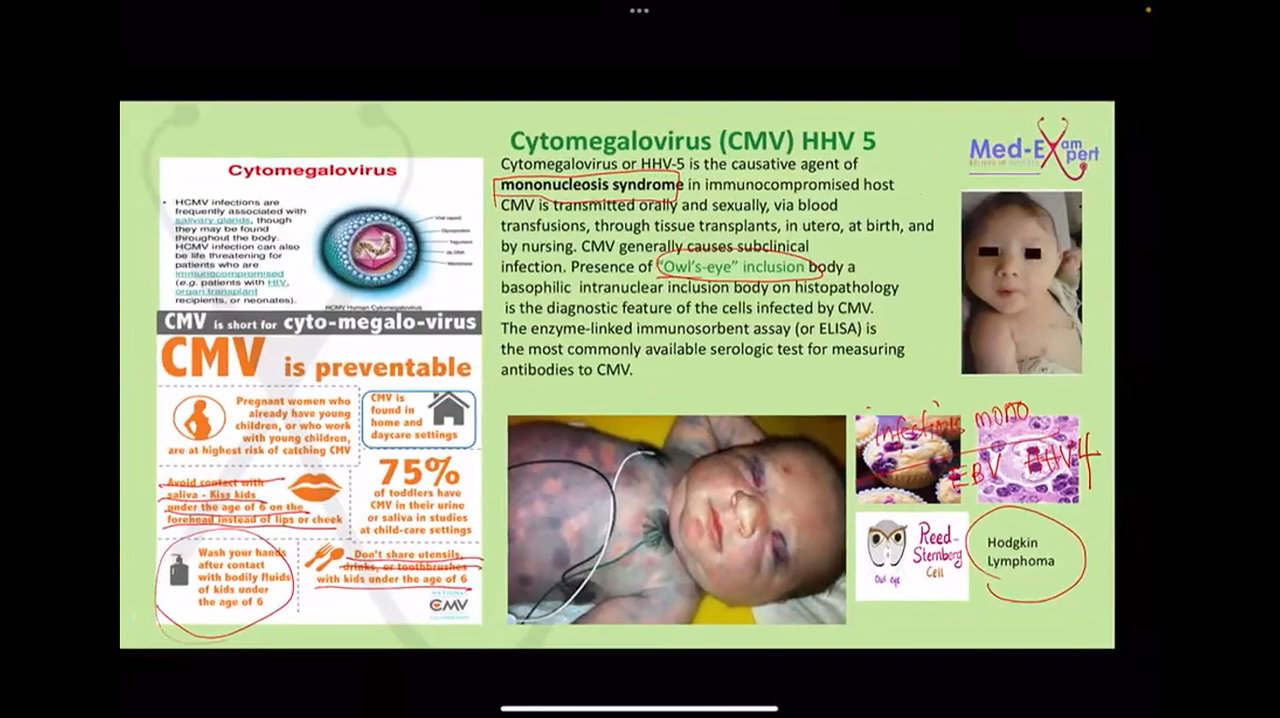 Cytomegalovirus (CMV) HHV 5
Cytomegalovirus or HHV-5 is the causative agent of
mononucleosis syndrome in immunocompromised host
CMV is transmitted orally and sexually, via blood
transfusions, through tissue transplants, in utero, at birth, and
by nursing. CMV generally causes subclinical
infection. Presence of "Owl's-eye" inclusion body a
basophilic intranuclear inclusion body on histopathology
is the diagnostic feature of the cells infected by CMV.
The enzyme-linked immunosorbent assay (or ELISA) is
the most commonly available serologic test for measuring
antibodies to CMV.
Med-Exam
pert
Cytomegalovirus
• HCMV infections are
frequently associated with
salivary glands, though
they may be found
throughout the body.
HCMV infection can also
be life threatening for
patients who are
immunocompromised
(e.g. patients with HIV,
organ transplant
recipients, or neonates).
Viral capsid
Glycoproteins
Tegument
ds DNA
Membrane
HCMV Human Cytomegalovirus
CMV is short for cyto-megalo-virus
CMV is preventable
Pregnant women who
already have young
children, or who work
with young children,
are at highest risk of catching CMV
CMV is
found in
home and
daycare settings
75%
of toddlers have
CMV in their urine
or saliva in studies
at child-care settings
Avoid contact with
saliva - Kiss kids
under the age of 6 on the
forehead instead of lips or cheek
Wash your hands
after contact
with bodily fluids
of kids under
the age of 6
Don't share utensils,
drinks, or toothbrushes
with kids under the age of 6
NATIONAL
CMV
infectious mono
EBV HHV4
Owl eye
Reed-
Sternberg
Cell
Hodgkin
Lymphoma